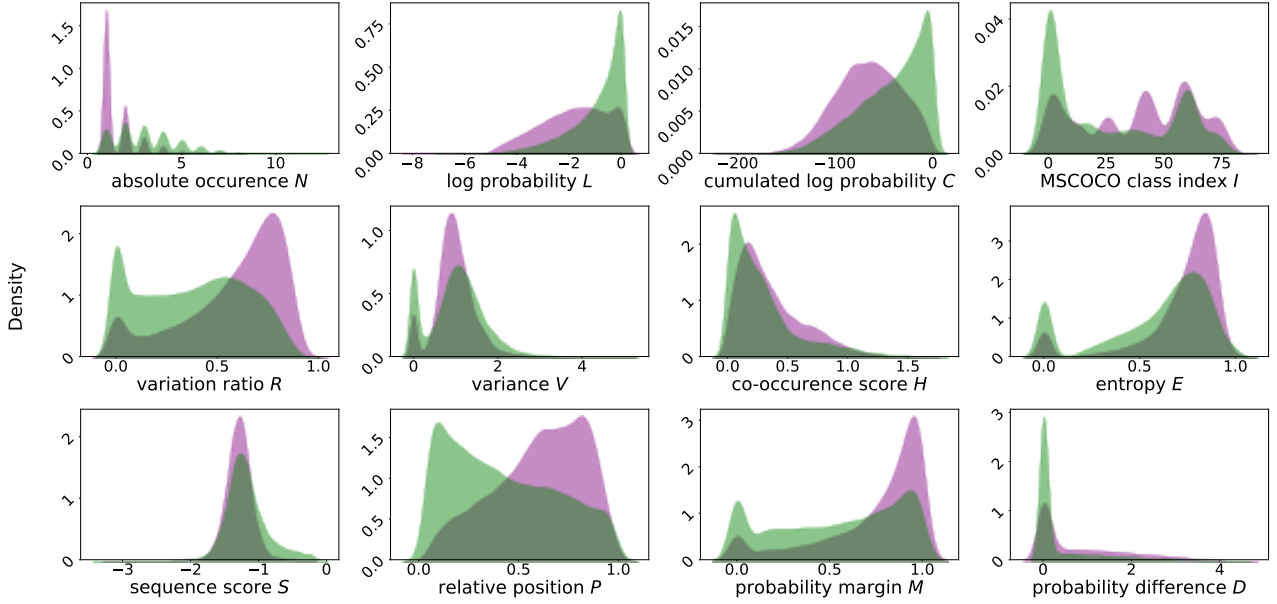 Density
1.5
1.0
0.5
0.0
0 5 10
absolute occurence N
0.75
0.50
0.25
0.00
−8 −6 −4 −2 0
log probability L
0.015
0.010
0.005
0.000
−200 −100 0
cumulated log probability C
0.04
0.02
0.00
0 25 50 75
MSCOCO class index I
2
1
0
0.0 0.5 1.0
variation ratio R
1.0
0.5
0.0
0 2 4
variance V
2
1
0
0.0 0.5 1.0 1.5
co-occurence score H
3
2
1
0
0.0 0.5 1.0
entropy E
2
1
0
−3 −2 −1 0
sequence score S
1.5
1.0
0.5
0.0
0.0 0.5 1.0
relative position P
3
2
1
0
0.0 0.5 1.0
probability margin M
3
2
1
0
0 2 4
probability difference D